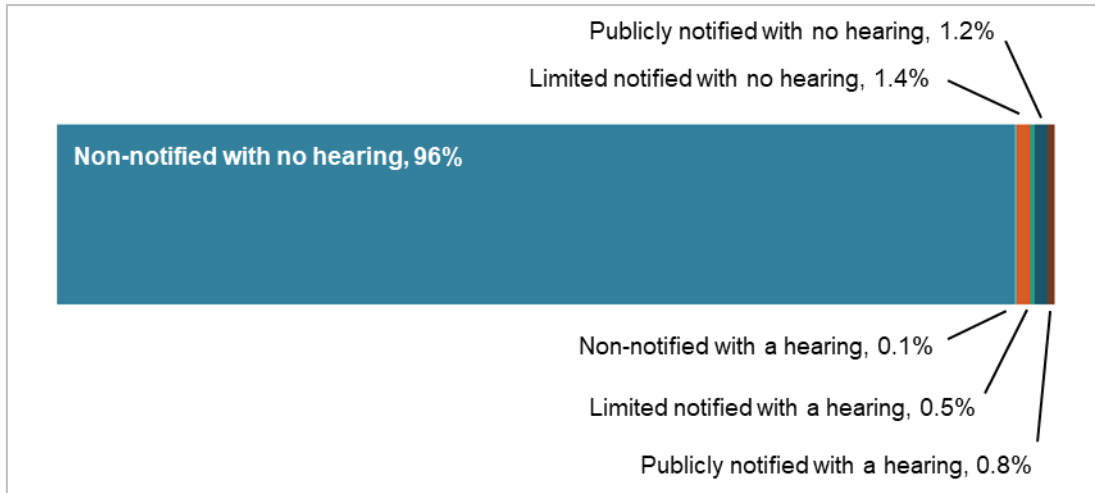 Publicly notified with no hearing, 1.2%
Limited notified with no hearing, 1.4%
Non-notified with no hearing, 96%
Non-notified with a hearing, 0.1%
Limited notified with a hearing, 0.5%
Publicly notified with a hearing, 0.8%